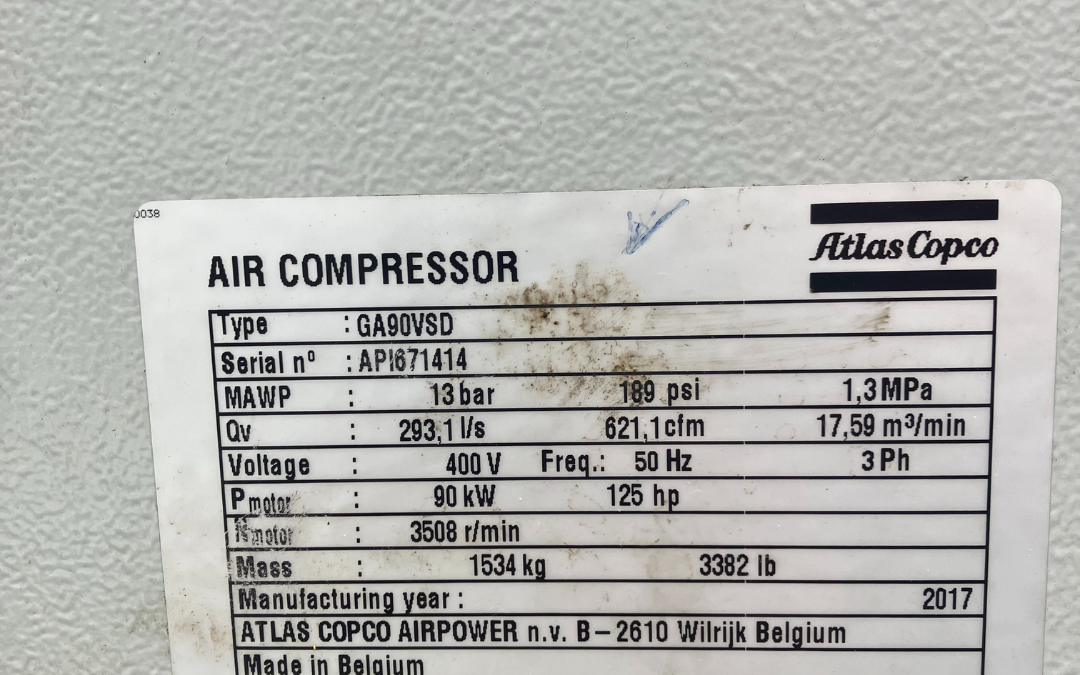 0038
Atlas Copco
AIR COMPRESSOR
Type : GA90VSD
Serial nº : API671414
MAWP : 13 bar 189 psi 1,3 MPa
Qv : 293,1 l/s 621,1 cfm 17,59 m³/min
Voltage : 400 V Freq.: 50 Hz 3 Ph
P motor : 90 kW 125 hp
N motor : 3508 r/min
Mass : 1534 kg 3382 lb
Manufacturing year : 2017
ATLAS COPCO AIRPOWER n.v. B-2610 Wilrijk Belgium
Made in Belgium